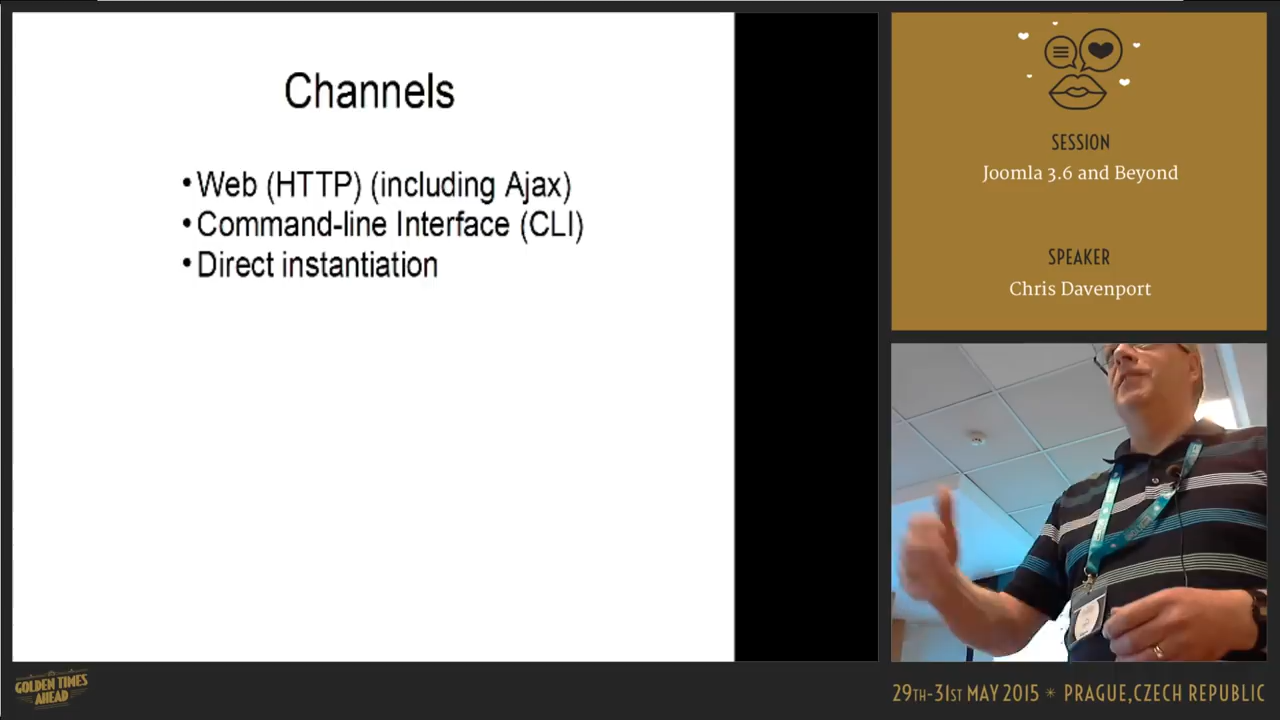 Channels
•Web (HTTP) (including Ajax)
•Command-line Interface (CLI)
•Direct instantiation
SESSION
Joomla 3.6 and Beyond
SPEAKER
Chris Davenport
GOLDEN TIMES
AHEAD
29TH-31ST MAY 2015 * PRAGUE, CZECH REPUBLIC